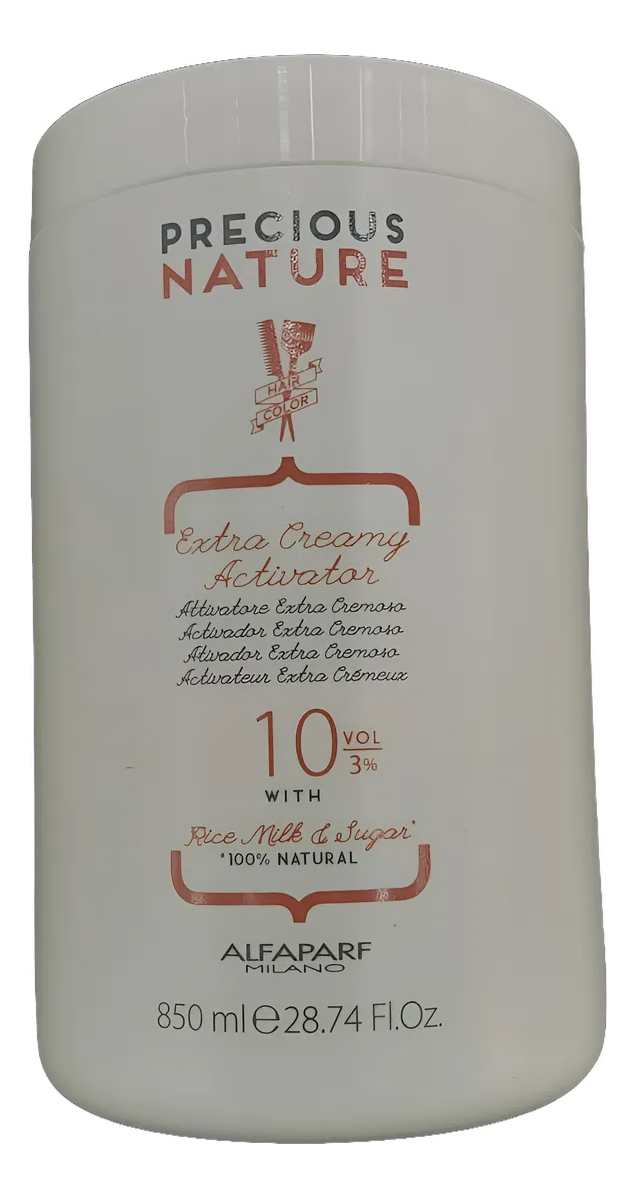 PRECIOUS
NATURE
HAIR
COLOR
Extra Creamy
Activator
Attivatore Extra Cremoso
Activador Extra Cremoso
Ativador Extra Cremoso
Activateur Extra Crémeux
10 VOL
3%
WITH
Rice Milk & Sugar*
*100% NATURAL
ALFAPARF
MILANO
850 ml ℮ 28.74 Fl.Oz.